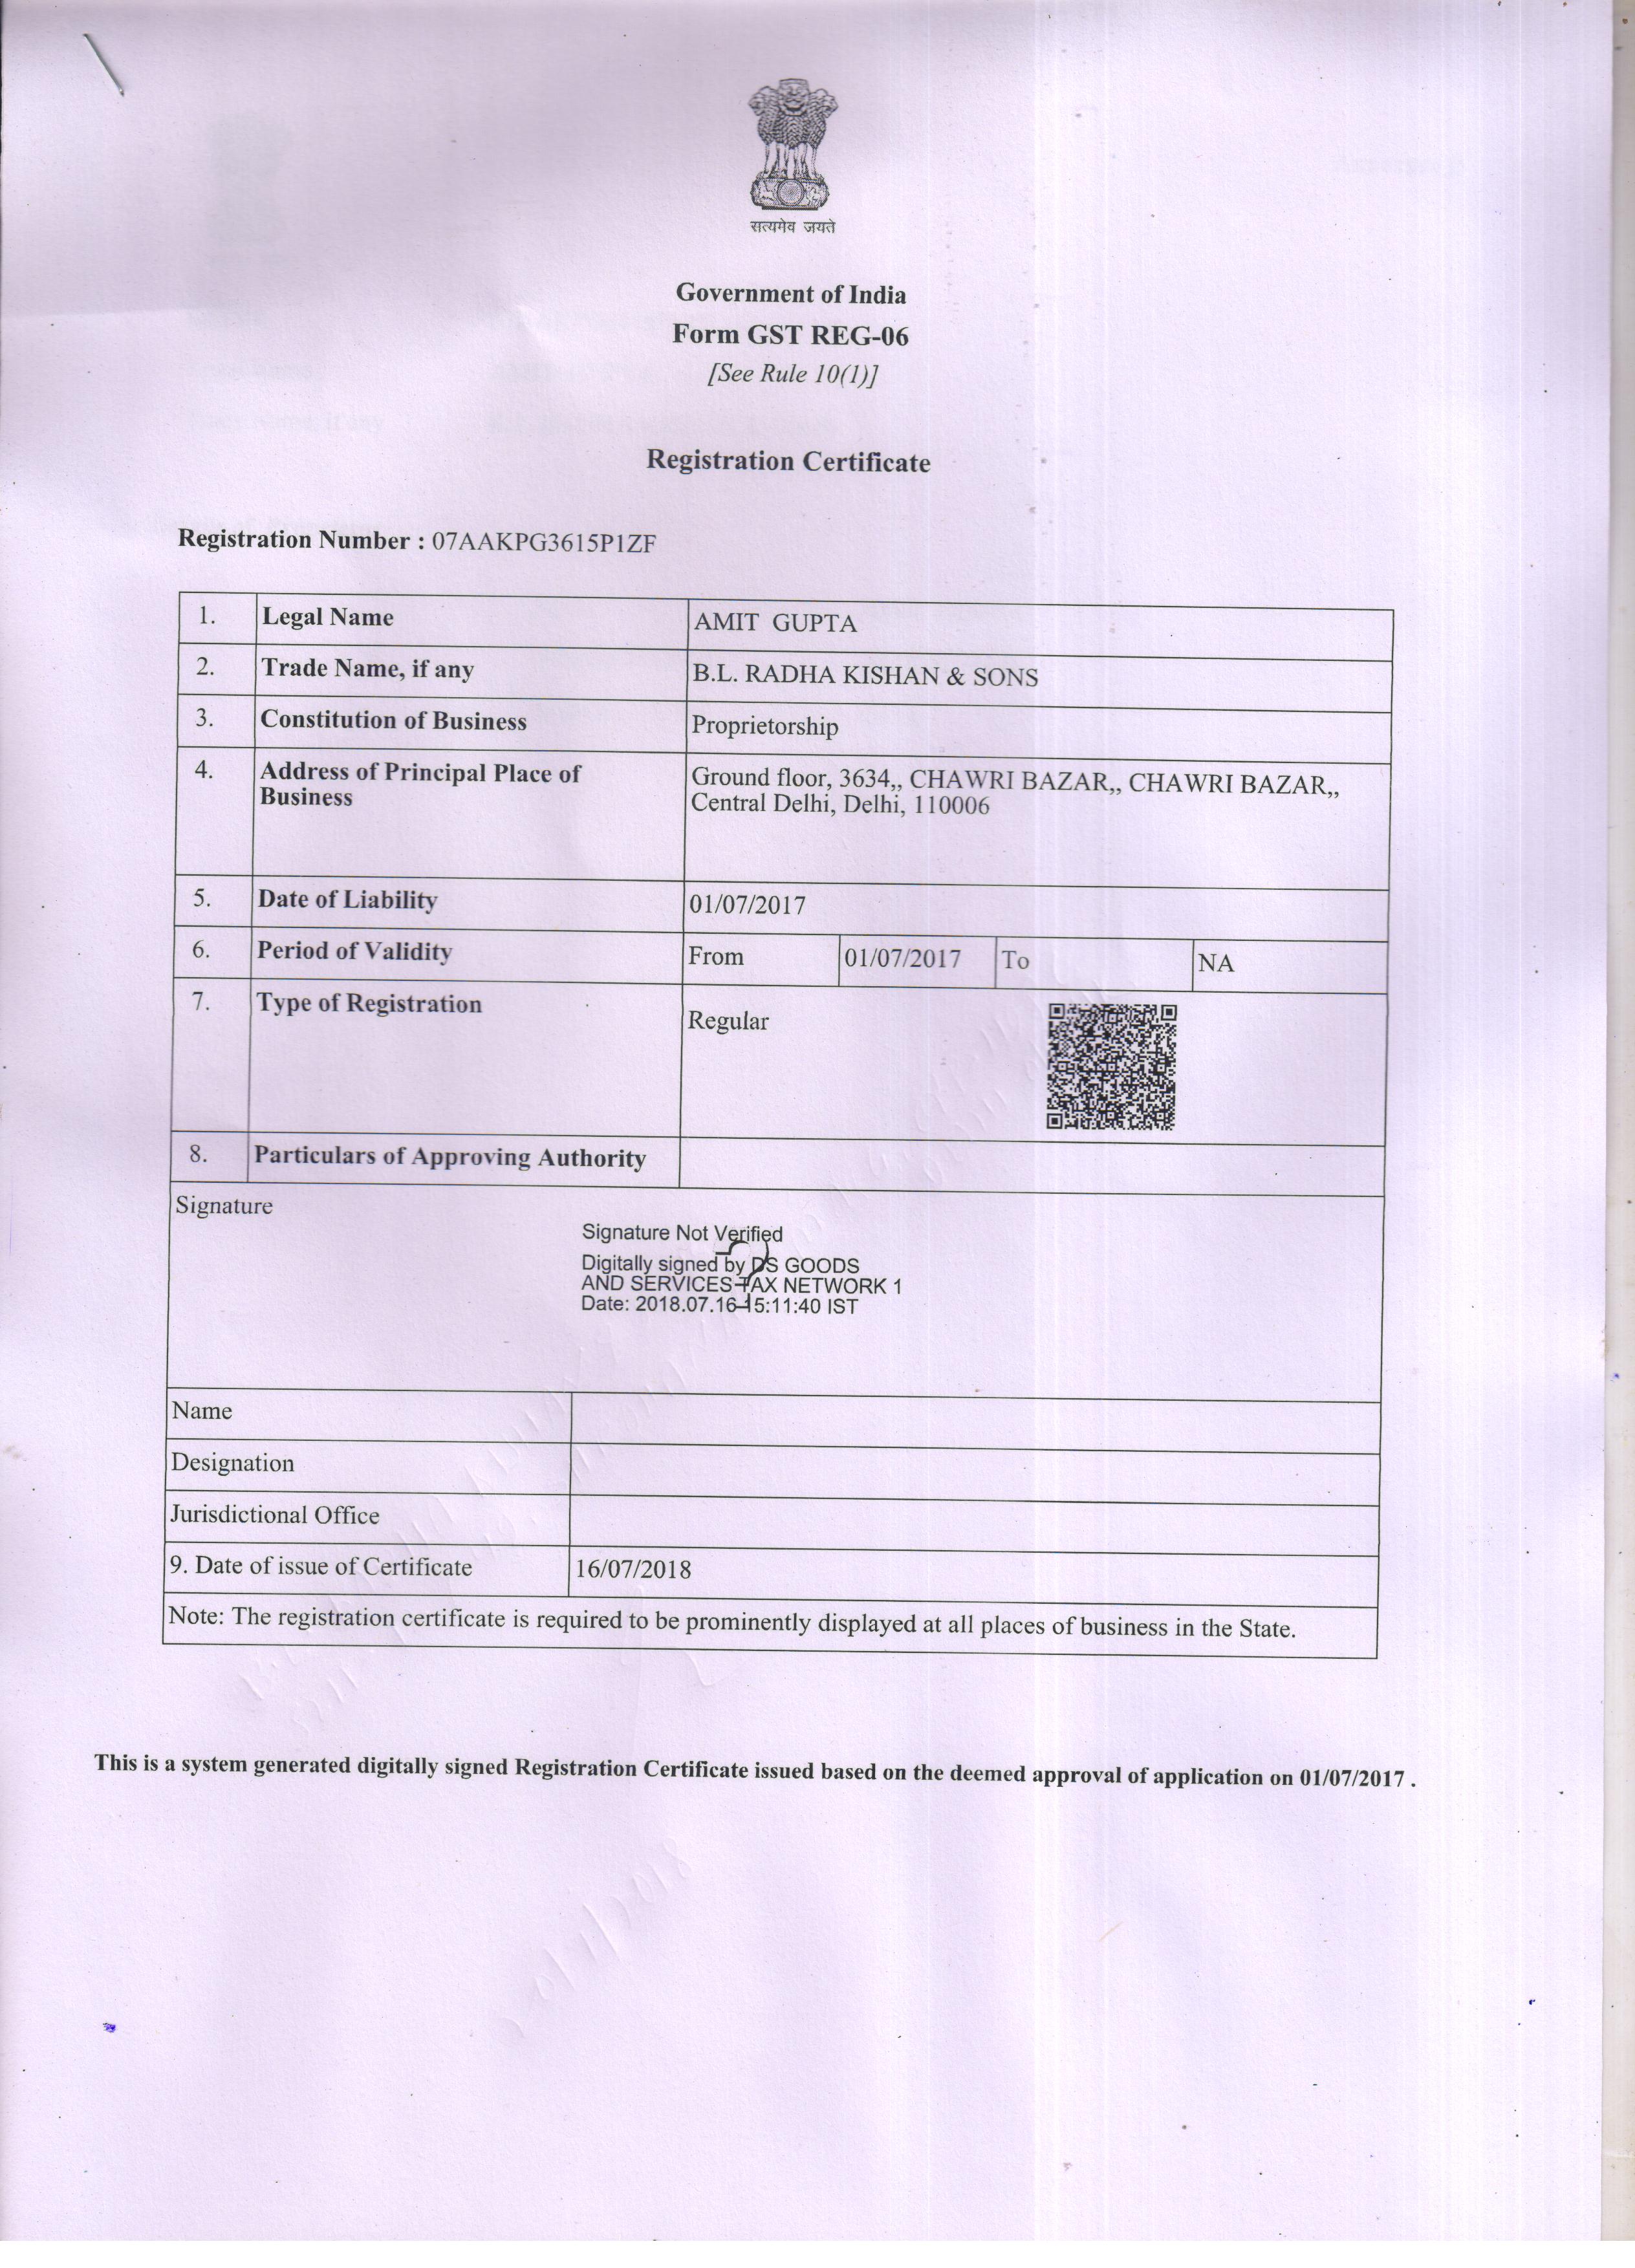 सत्यमेव जयते
Government of India
Form GST REG-06
[See Rule 10(1)]
Registration Certificate
Registration Number : 07AAKPG3615P1ZF
1. Legal Name AMIT GUPTA
2. Trade Name, if any B.L. RADHA KISHAN & SONS
3. Constitution of Business Proprietorship
4. Address of Principal Place of Business Ground floor, 3634,, CHAWRI BAZAR,, CHAWRI BAZAR,,
Central Delhi, Delhi, 110006
5. Date of Liability 01/07/2017
6. Period of Validity From 01/07/2017 To NA
7. Type of Registration Regular
8. Particulars of Approving Authority
Signature
Signature Not Verified
Digitally signed by DS GOODS
AND SERVICES TAX NETWORK 1
Date: 2018.07.16 15:11:40 IST
Name
Designation
Jurisdictional Office
9. Date of issue of Certificate 16/07/2018
Note: The registration certificate is required to be prominently displayed at all places of business in the State.
This is a system generated digitally signed Registration Certificate issued based on the deemed approval of application on 01/07/2017 .